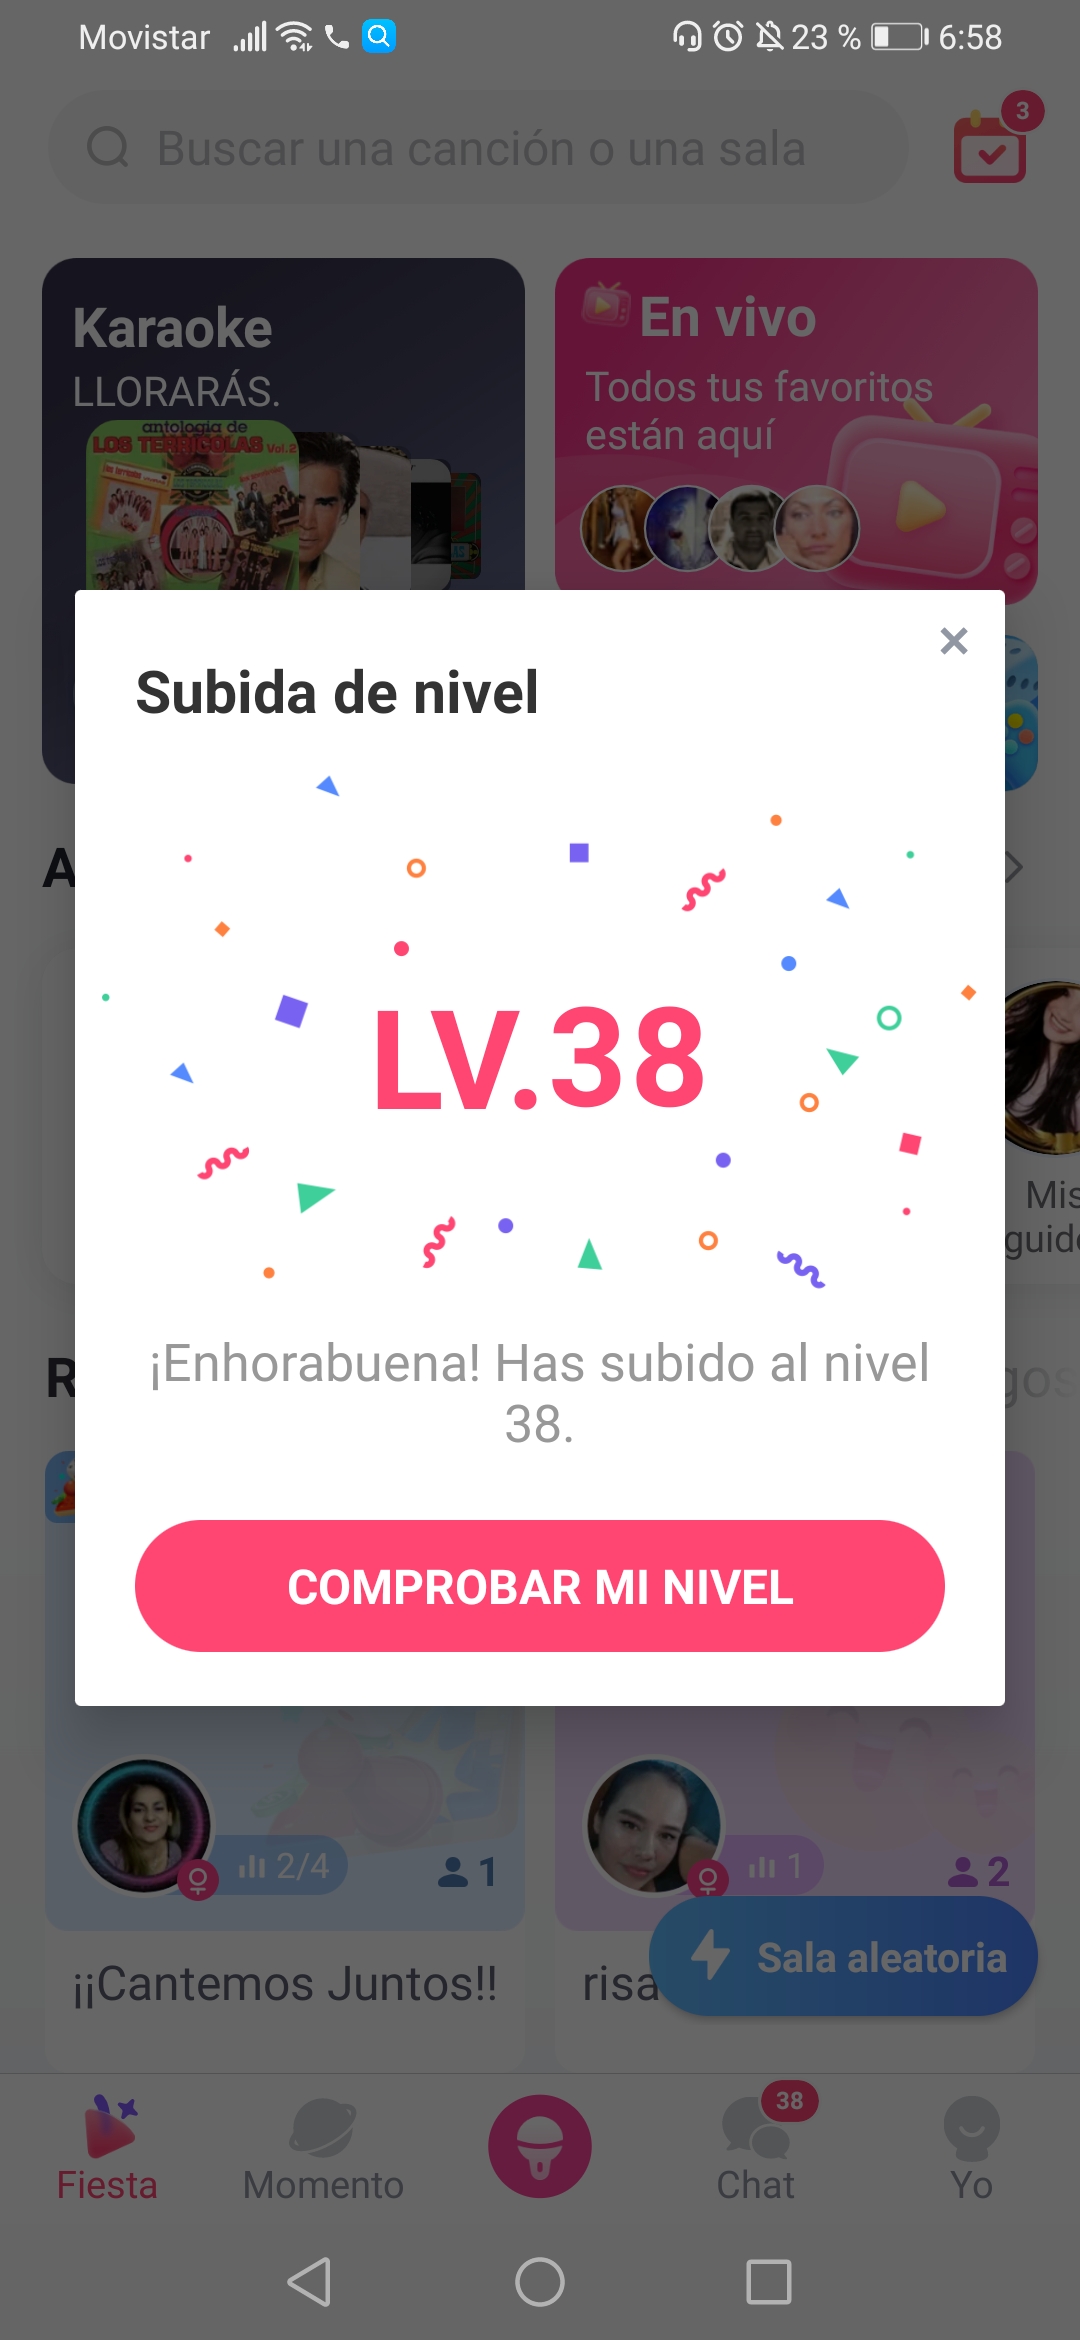 Movistar 23 % 6:58
Buscar una canción o una sala
3
Karaoke
LLORARÁS.
antología de
LOS TERRICOLAS Vol.2
En vivo
Todos tus favoritos
están aquí
Subida de nivel
A
LV.38
Mis
guido
¡Enhorabuena! Has subido al nivel
38.
R
gos
COMPROBAR MI NIVEL
2/4
1
1
2
¡¡Cantemos Juntos!!
risa
Sala aleatoria
Fiesta
Momento
38
Chat
Yo